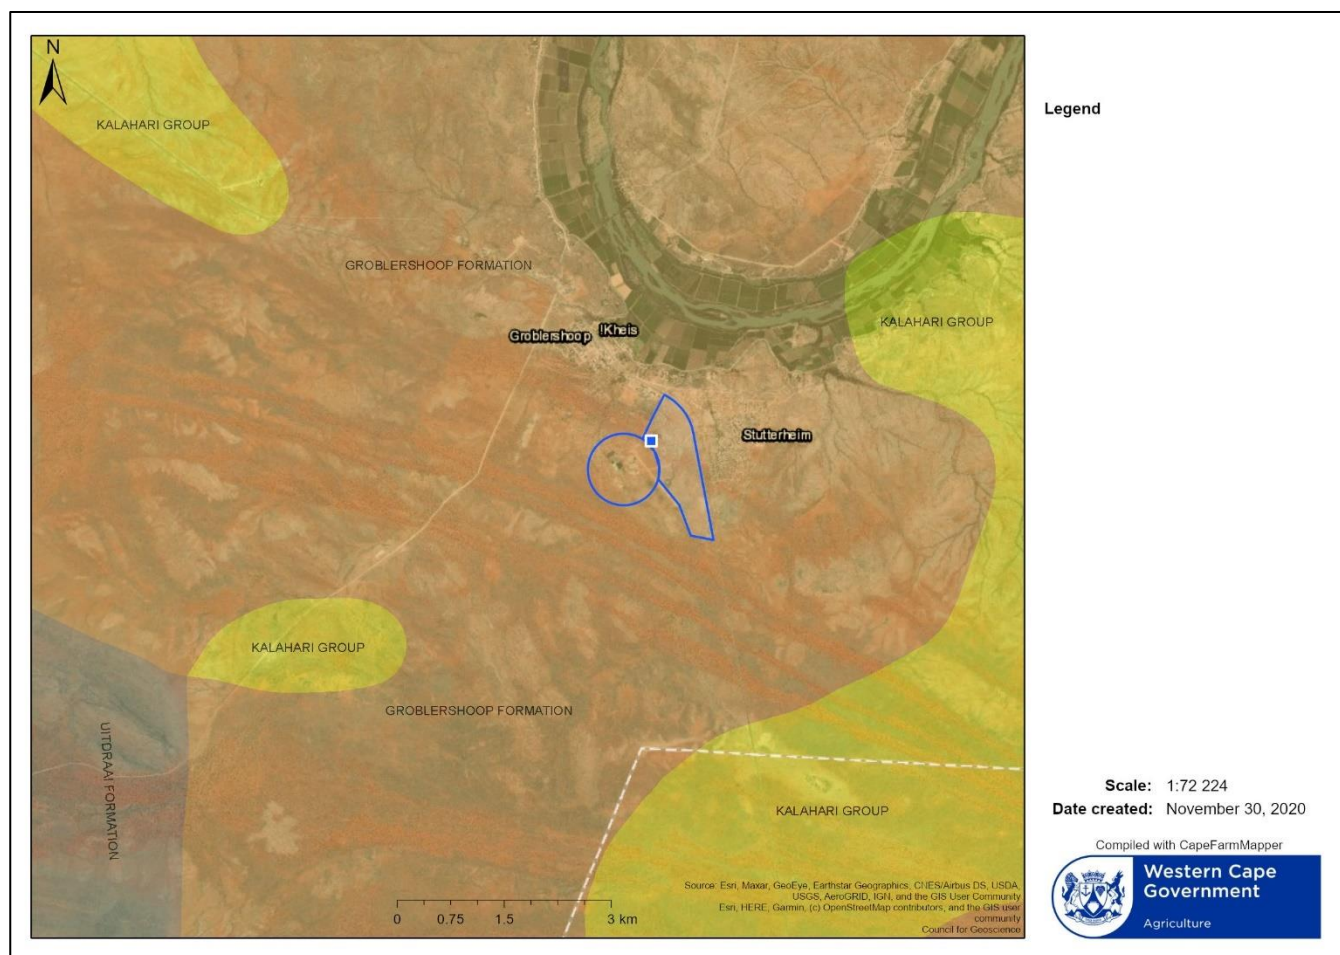 N
KALAHARI GROUP
GROBLERSHOOP FORMATION
Groblershoop
!Kheis
KALAHARI GROUP
Stutterheim
KALAHARI GROUP
GROBLERSHOOP FORMATION
UITDRAAI FORMATION
KALAHARI GROUP
0 0.75 1.5 3 km
Source: Esri, Maxar, GeoEye, Earthstar Geographics, CNES/Airbus DS, USDA,
USGS, AeroGRID, IGN, and the GIS User Community
Esri, HERE, Garmin, (c) OpenStreetMap contributors, and the GIS user
community
Council for Geoscience
Legend
Scale: 1:72 224
Date created: November 30, 2020
Compiled with CapeFarmMapper
Western Cape
Government
Agriculture